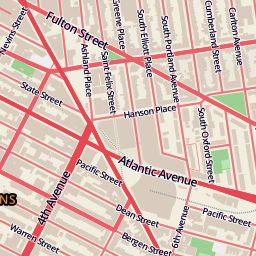 Nevins Street
Fulton Street
Greene Place
South Elliott Place
South Portland Avenue
Cumberland Street
Carlton Avenue
Ashland Place
Saint Felix Street
State Street
Hanson Place
South Oxford Street
Atlantic Avenue
Pacific Street
4th Avenue
NS
Dean Street
Pacific Street
Warren Street
Bergen Street
6th Avenue